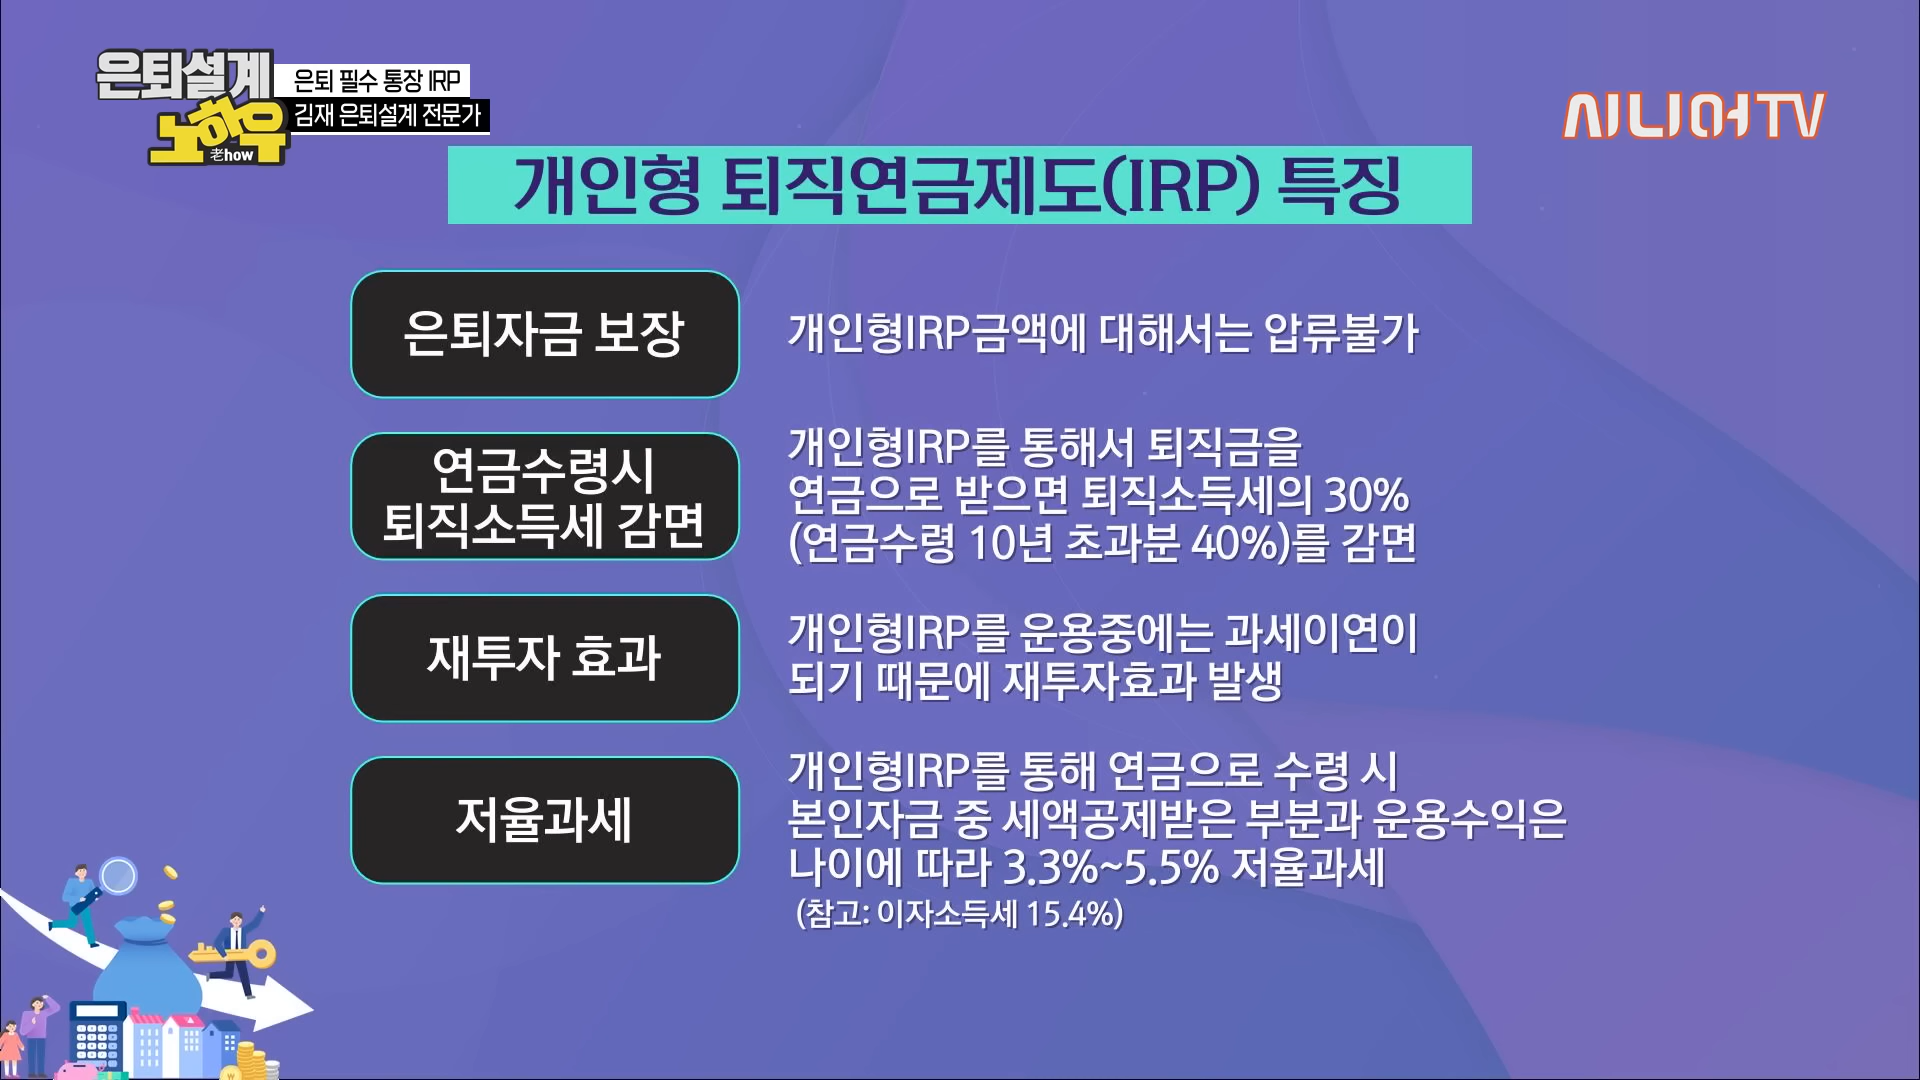 은퇴설계
노하우
老how
은퇴 필수 통장 IRP
김재 은퇴설계 전문가
시니어TV
개인형 퇴직연금제도(IRP) 특징
은퇴자금 보장
개인형IRP금액에 대해서는 압류불가
연금수령시
퇴직소득세 감면
개인형IRP를 통해서 퇴직금을
연금으로 받으면 퇴직소득세의 30%
(연금수령 10년 초과분 40%)를 감면
재투자 효과
개인형IRP를 운용중에는 과세이연이
되기 때문에 재투자효과 발생
저율과세
개인형IRP를 통해 연금으로 수령 시
본인자금 중 세액공제받은 부분과 운용수익은
나이에 따라 3.3%~5.5% 저율과세
(참고: 이자소득세 15.4%)